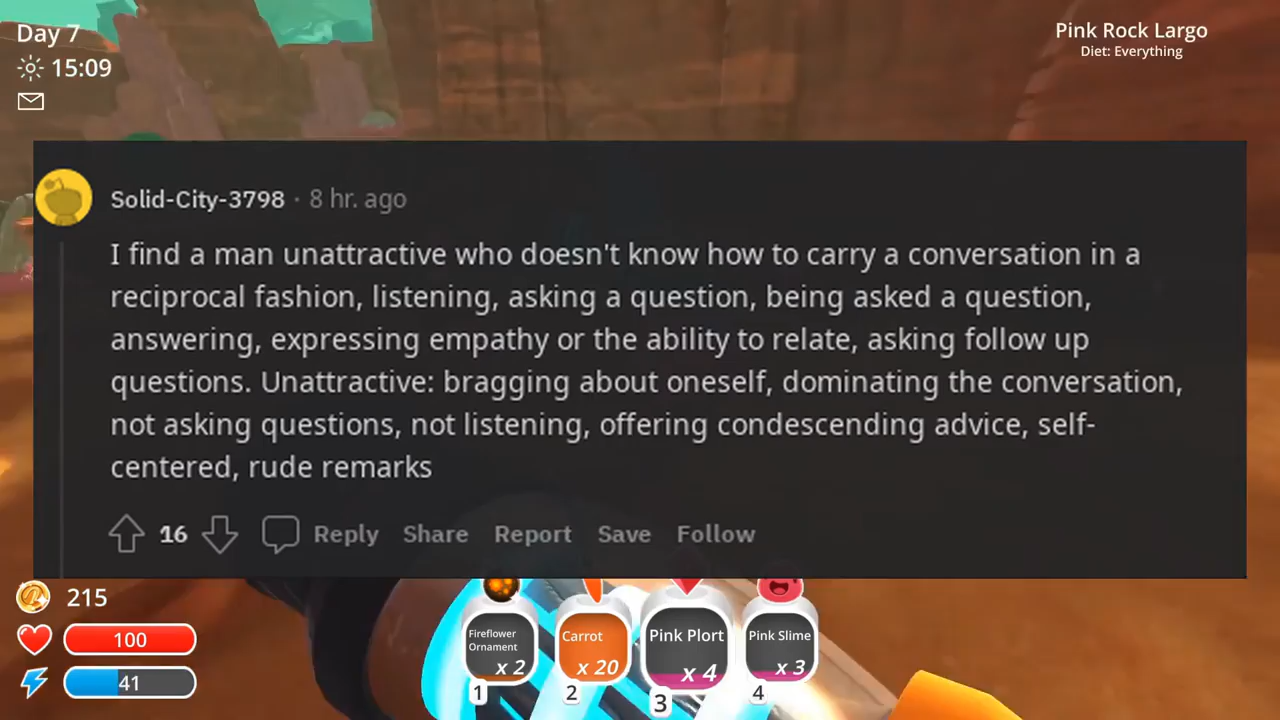 Day 7
15:09
Pink Rock Largo
Diet: Everything
Solid-City-3798 · 8 hr. ago
I find a man unattractive who doesn't know how to carry a conversation in a
reciprocal fashion, listening, asking a question, being asked a question,
answering, expressing empathy or the ability to relate, asking follow up
questions. Unattractive: bragging about oneself, dominating the conversation,
not asking questions, not listening, offering condescending advice, self-
centered, rude remarks
16 Reply Share Report Save Follow
215
100
41
Fireflower
Ornament
x 2
1
Carrot
x 20
2
Pink Plort
x 4
3
Pink Slime
x 3
4